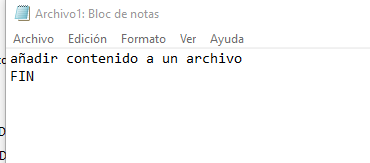 Archivo1: Bloc de notas
Archivo Edición Formato Ver Ayuda
añadir contenido a un archivo
FIN